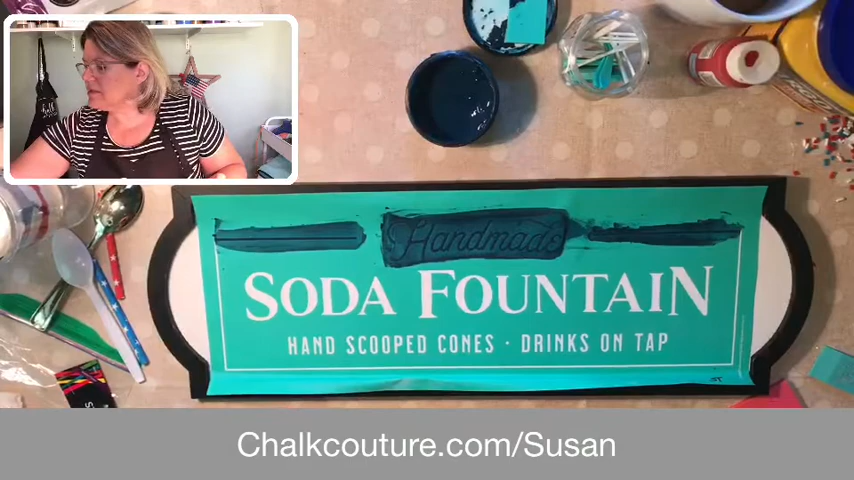 Handmade
SODA FOUNTAIN
HAND SCOOPED CONES · DRINKS ON TAP
Chalkcouture.com/Susan